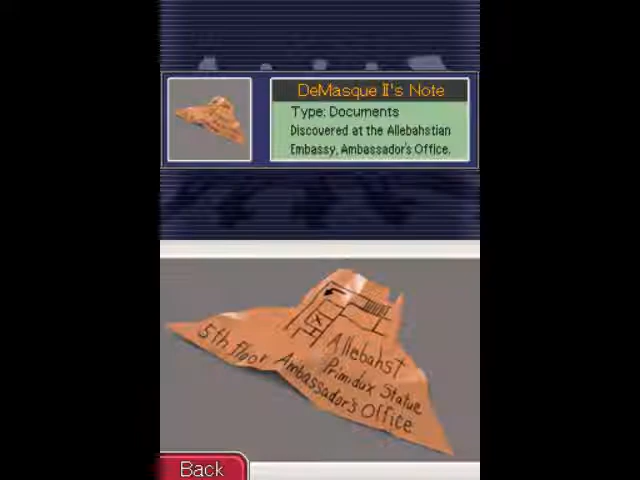 DeMasque II's Note
Type: Documents
Discovered at the Allebahstian
Embassy, Ambassador's Office.
Allebahst
Primidux Statue
5th floor Ambassador's Office
Back